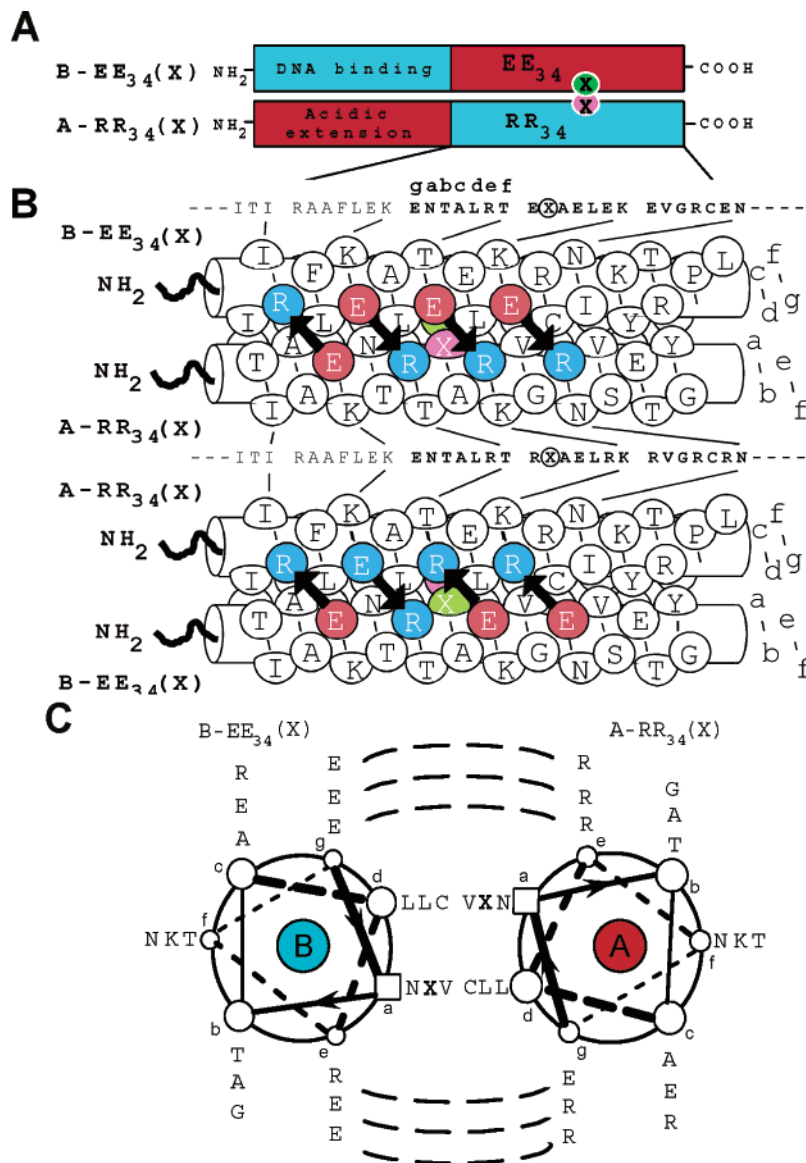 A
B-EE34(X) NH2 DNA binding EE34 X COOH
A-RR34(X) NH2 Acidic extension RR34 X COOH
B
gabcdef
---ITI RAAFLEK ENTALRT EXAELEK EVGRCEN----
B-EE34(X)
I K T K N T L f
NH2 F A E R K P c g
R E E E I R d
I L L L C Y
A N X V V Y a
NH2 T E R R R E e
I A K T T A K G N S T G b f
A-RR34(X)
---ITI RAAFLEK ENTALRT RXAELRK RVGRCRN----
A-RR34(X)
I K T K N T L f
NH2 F A E R K P c g
R E R R I R d
I L L L C Y
A N X V V Y a
NH2 T E R E E E e
I A K T T A K G N S T G b f
B-EE34(X)
C
B-EE34(X) A-RR34(X)
R E A c
E E E g
R R R e
G A T b
d LLC VXN a
f NKT B A NKT f
a NXV CLL d
b T A G
e R E E
g E R R
c A E R